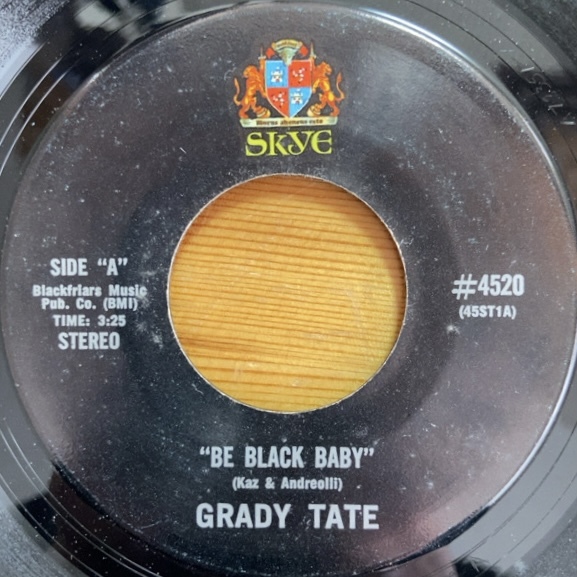 SKYE
SIDE "A"
Blackfriars Music
Pub. Co. (BMI)
TIME: 3:25
STEREO
#4520
(45ST1A)
"BE BLACK BABY"
(Kaz & Andreolli)
GRADY TATE